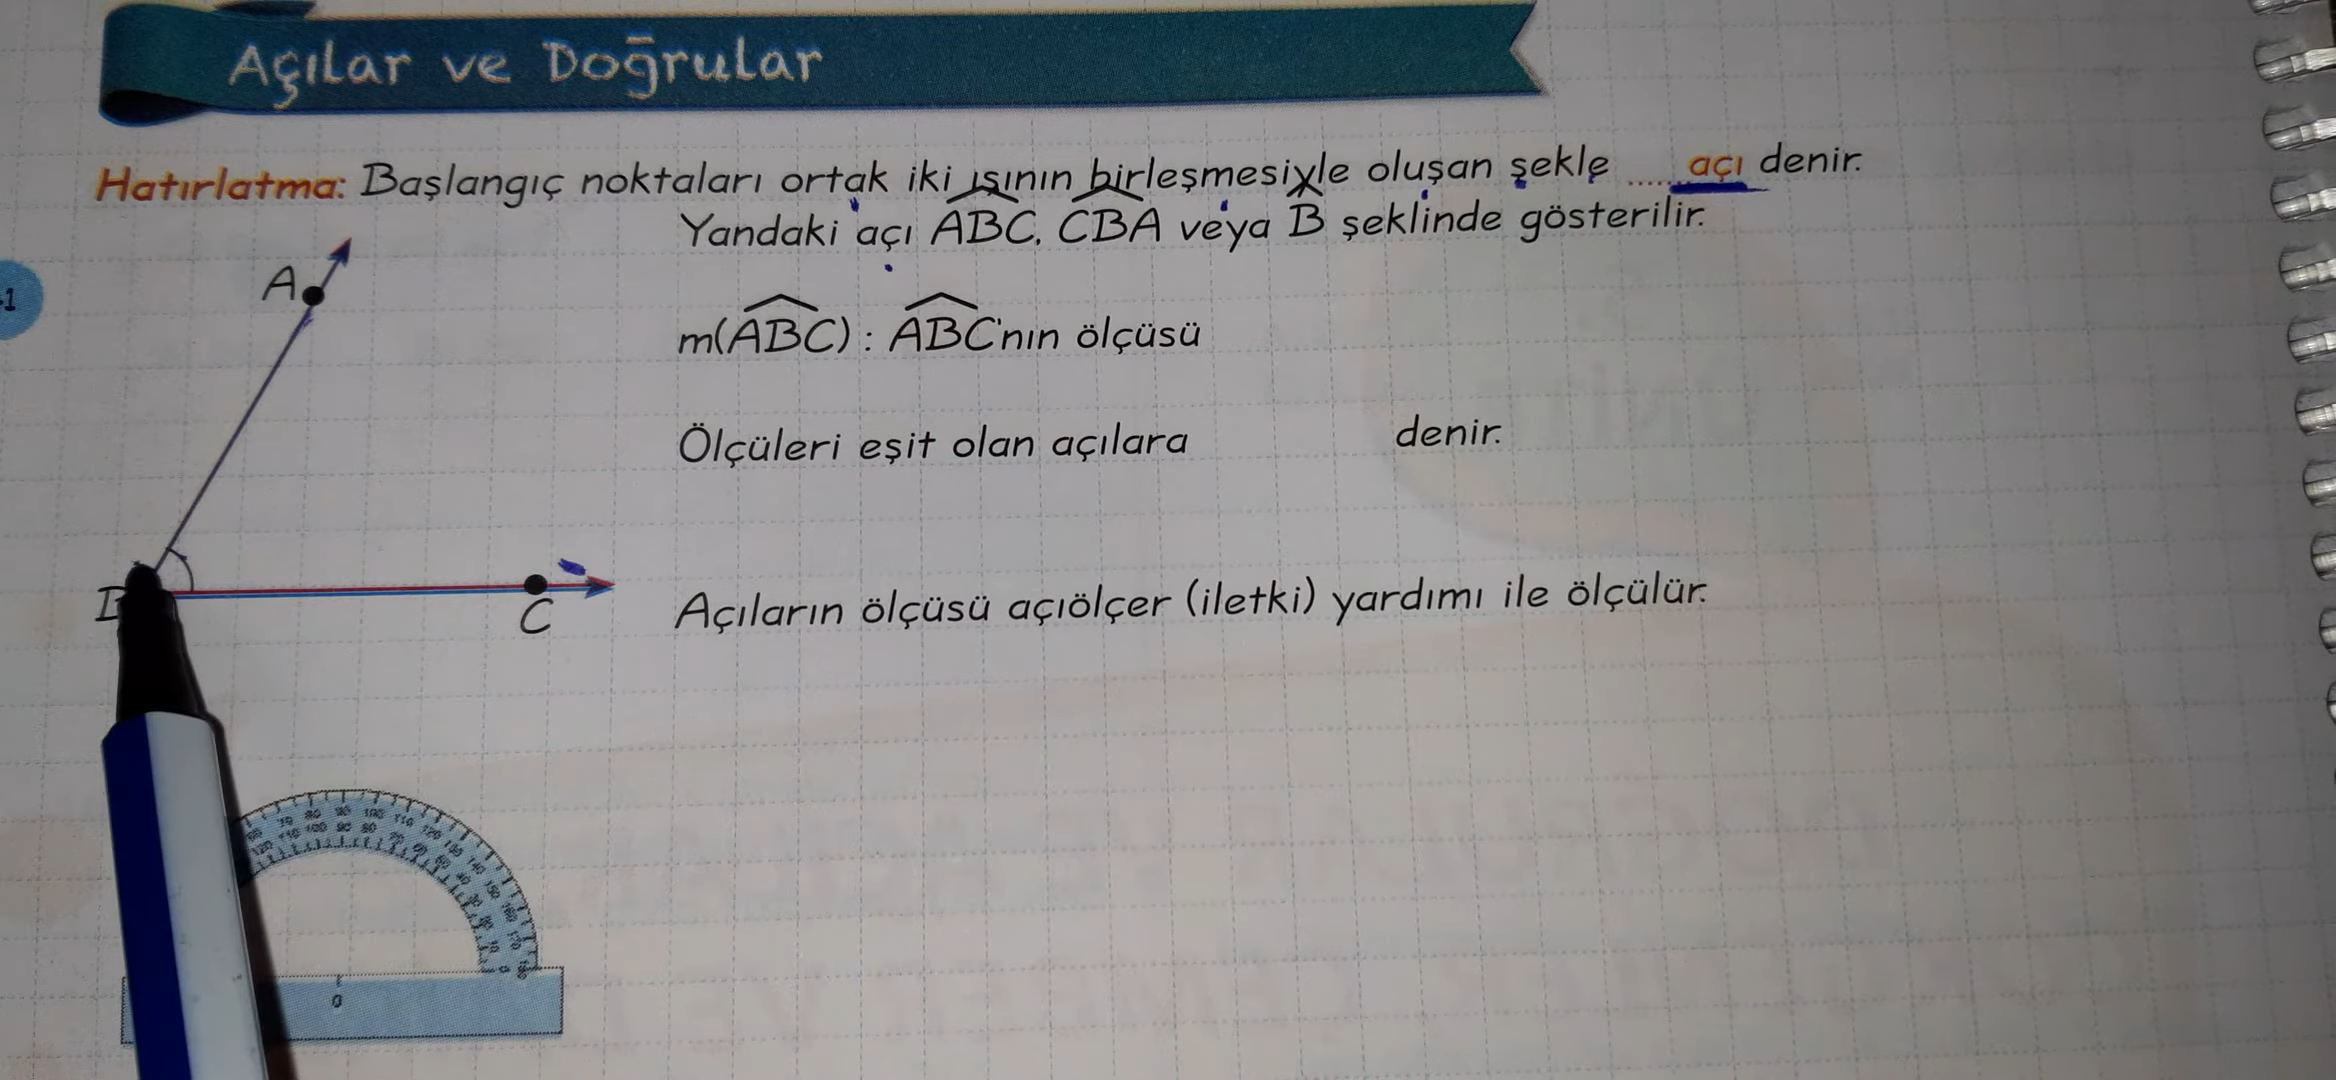 Açılar ve Doğrular
Hatırlatma: Başlangıç noktaları ortak iki ışının birleşmesiyle oluşan şekle ...... açı denir.
Yandaki açı ABC, CBA veya B şeklinde gösterilir.
A
m(ABC) : ABC'nın ölçüsü
Ölçüleri eşit olan açılara denir.
C
Açıların ölçüsü açıölçer (iletki) yardımı ile ölçülür.
0